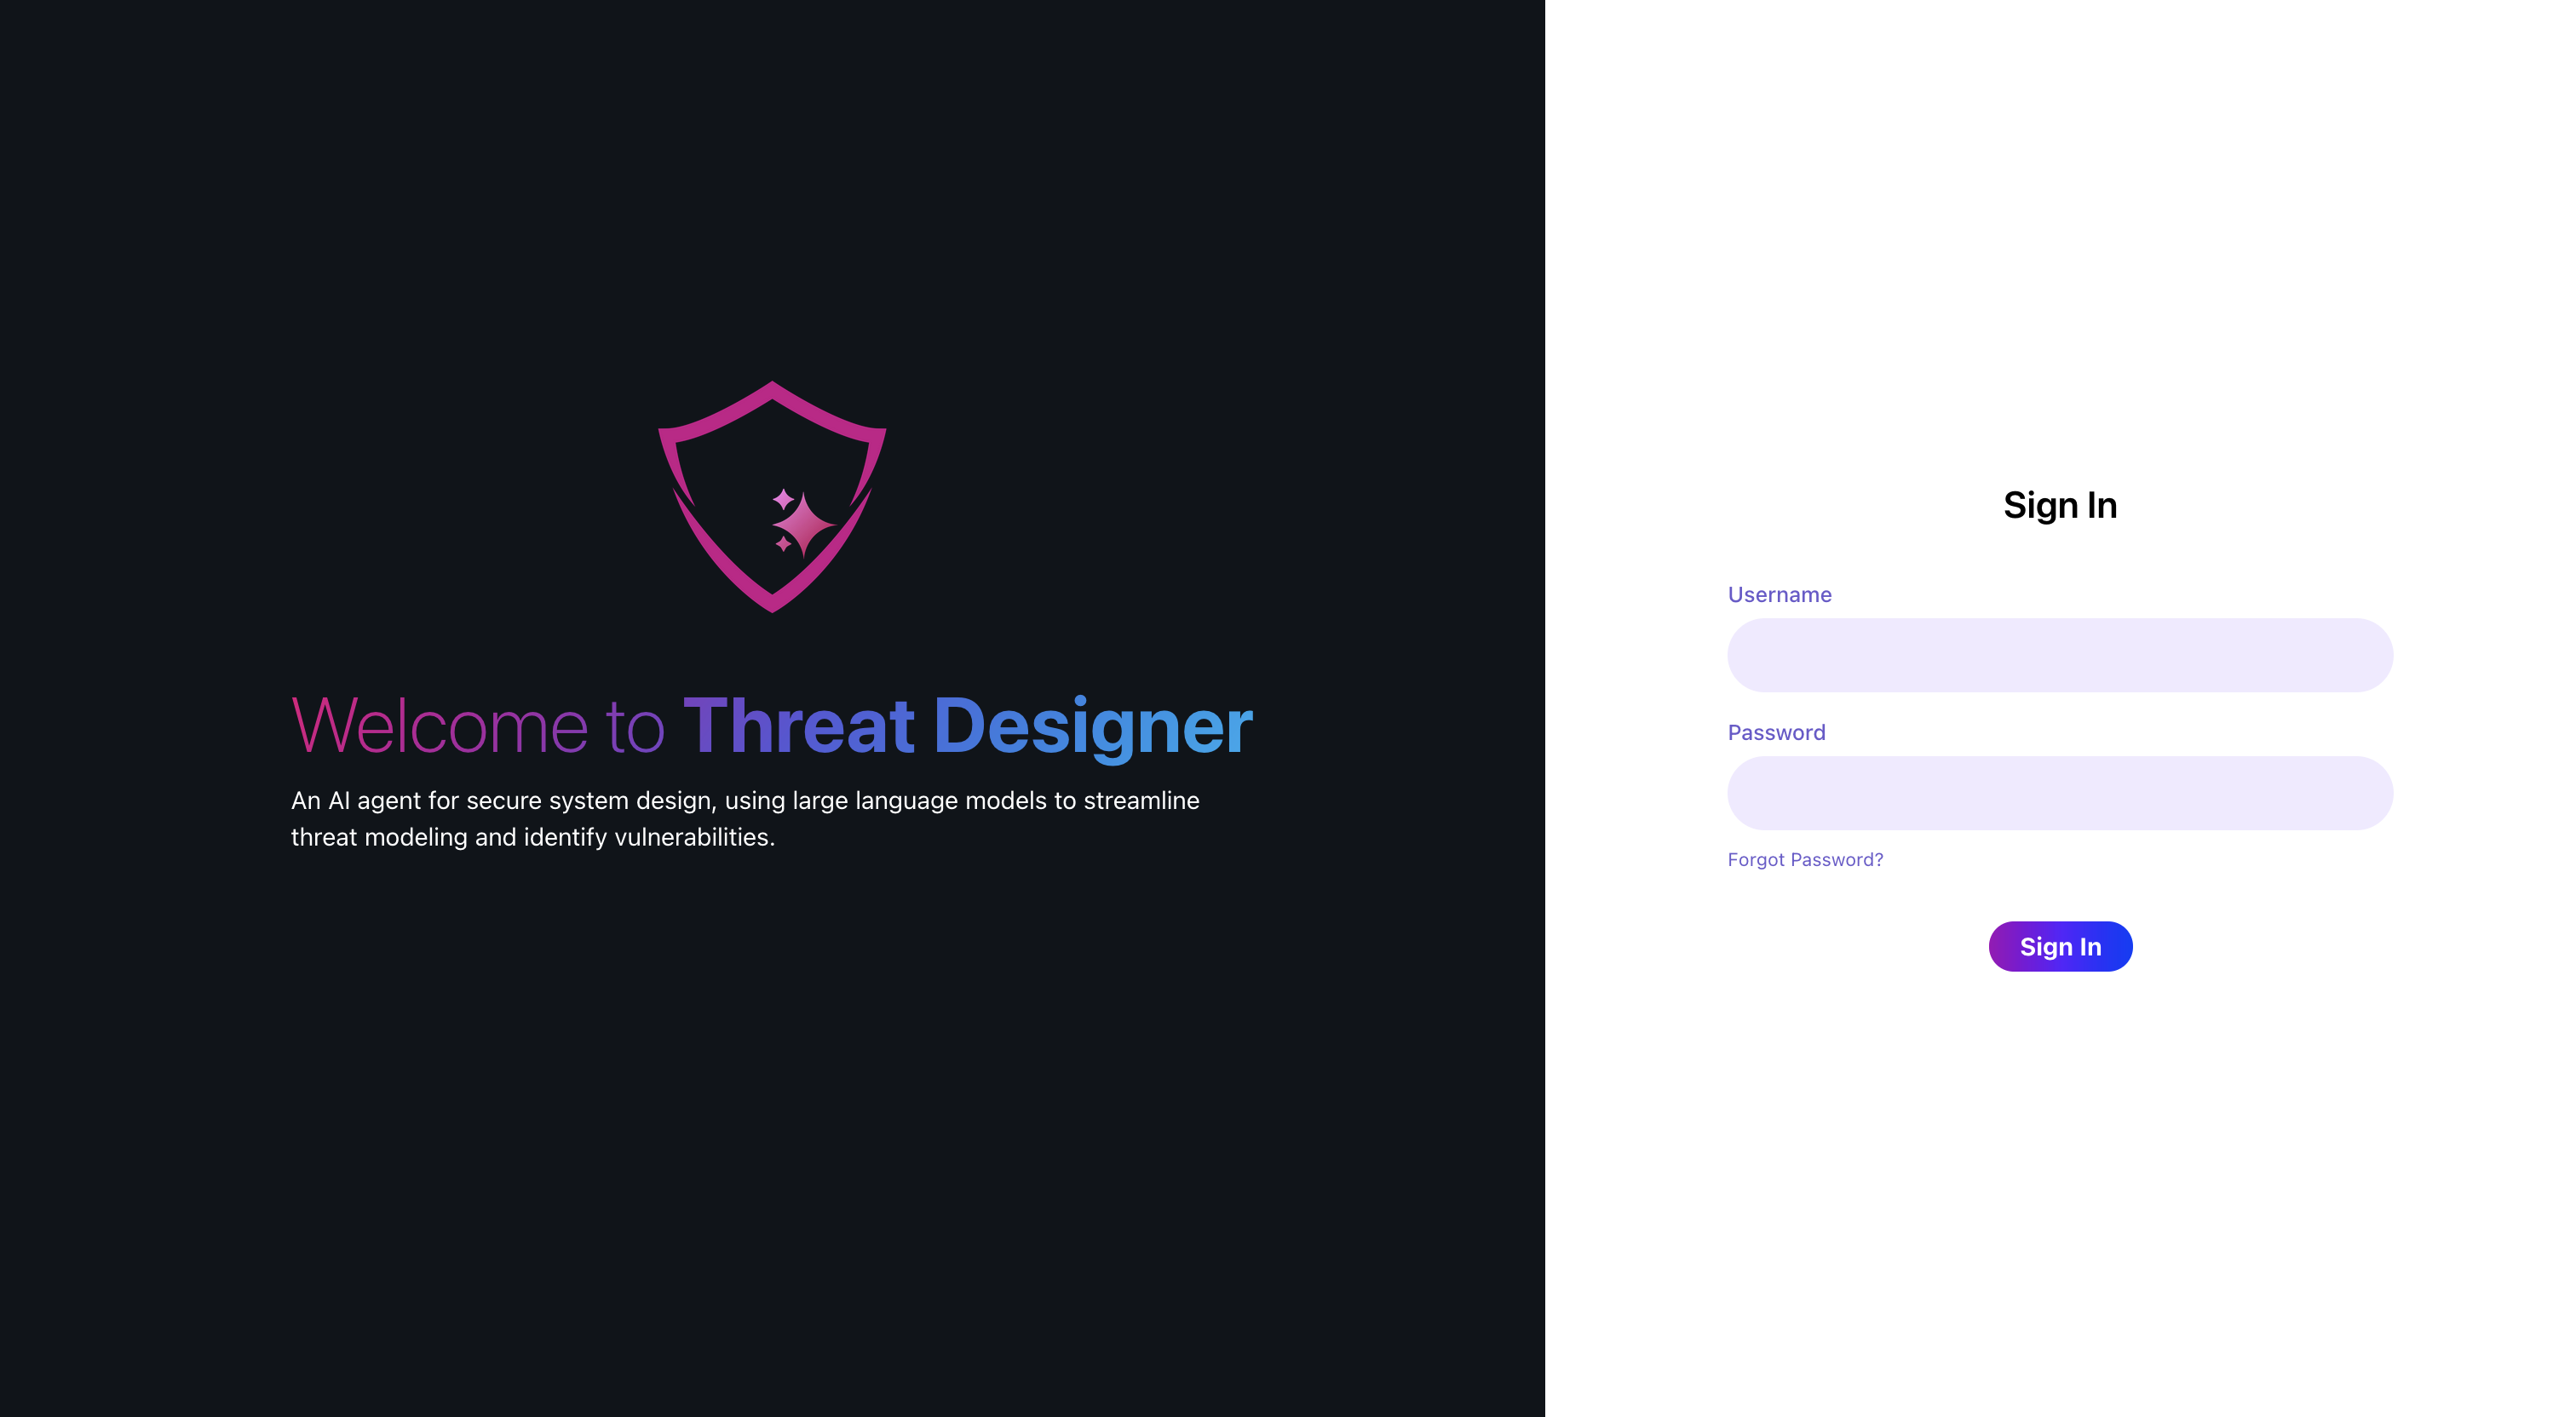 Welcome to Threat Designer
An AI agent for secure system design, using large language models to streamline
threat modeling and identify vulnerabilities.
Sign In
Username
Password
Forgot Password?
Sign In